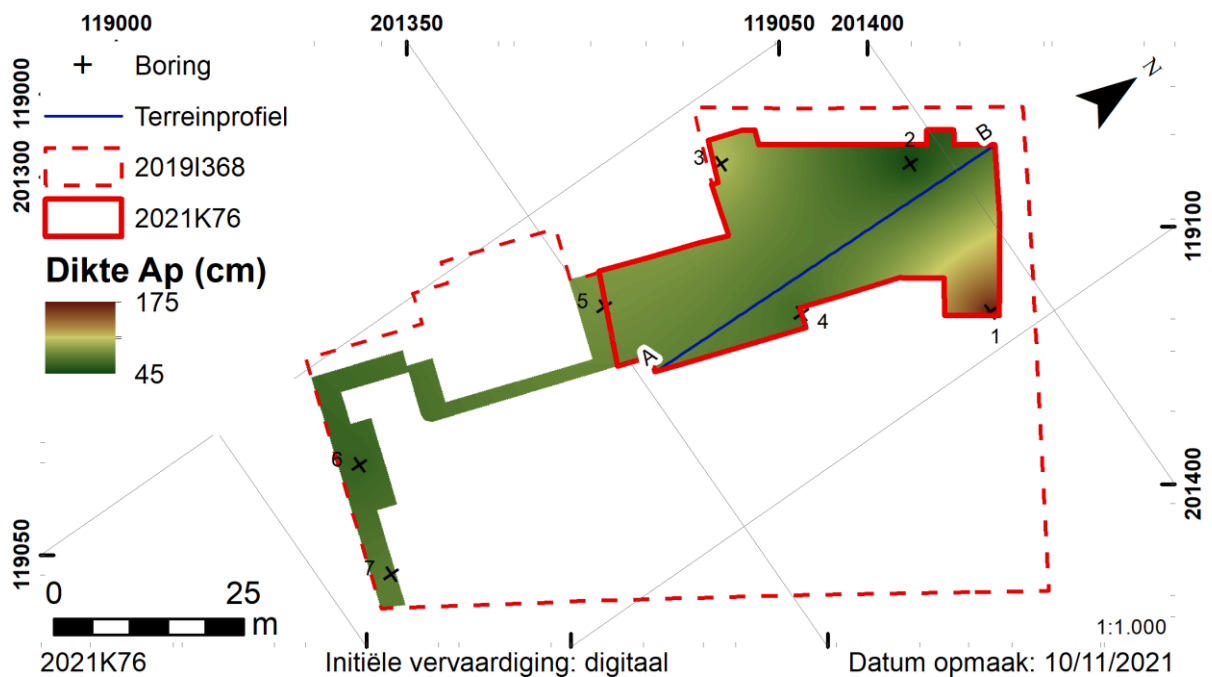 119000
201350
119050
201400
Boring
Terreinprofiel
2019I368
2021K76
Dikte Ap (cm)
175
45
119000
201300
119050
119100
201400
N
3
2
B
5
A
4
1
6
7
0
25
m
1:1.000
2021K76
Initiële vervaardiging: digitaal
Datum opmaak: 10/11/2021